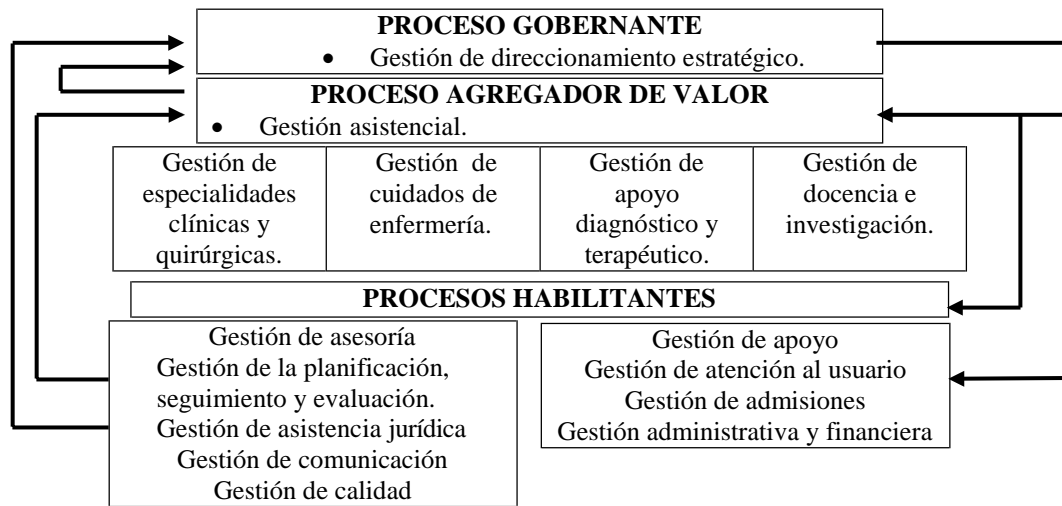 PROCESO GOBERNANTE
• Gestión de direccionamiento estratégico.
PROCESO AGREGADOR DE VALOR
• Gestión asistencial.
Gestión de
especialidades
clínicas y
quirúrgicas.
Gestión de
cuidados de
enfermería.
Gestión de
apoyo
diagnóstico y
terapéutico.
Gestión de
docencia e
investigación.
PROCESOS HABILITANTES
Gestión de asesoría
Gestión de la planificación,
seguimiento y evaluación.
Gestión de asistencia jurídica
Gestión de comunicación
Gestión de calidad
Gestión de apoyo
Gestión de atención al usuario
Gestión de admisiones
Gestión administrativa y financiera